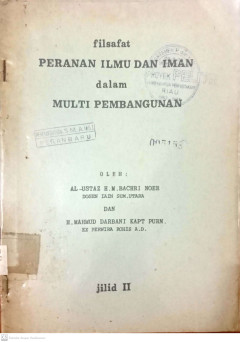 filsafat
PERANAN ILMU DAN IMAN
dalam
MULTI PEMBANGUNAN
OLEH :
AL-USTAZ H.M.BACHRI NOER
DOSEN IAIN SUM.UTARA
DAN
H.MAHMUD DARBANI KAPT PURN.
EX PERWIRA ROHIS A.D.
jilid II